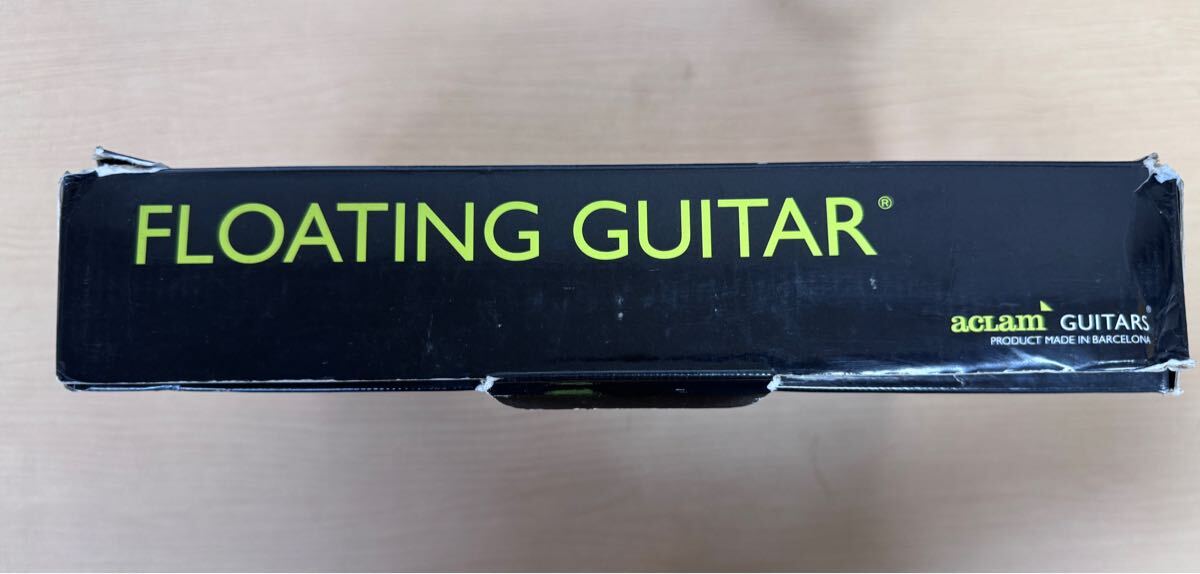 FLOATING GUITAR®
aclam GUITARS®
PRODUCT MADE IN BARCELONA